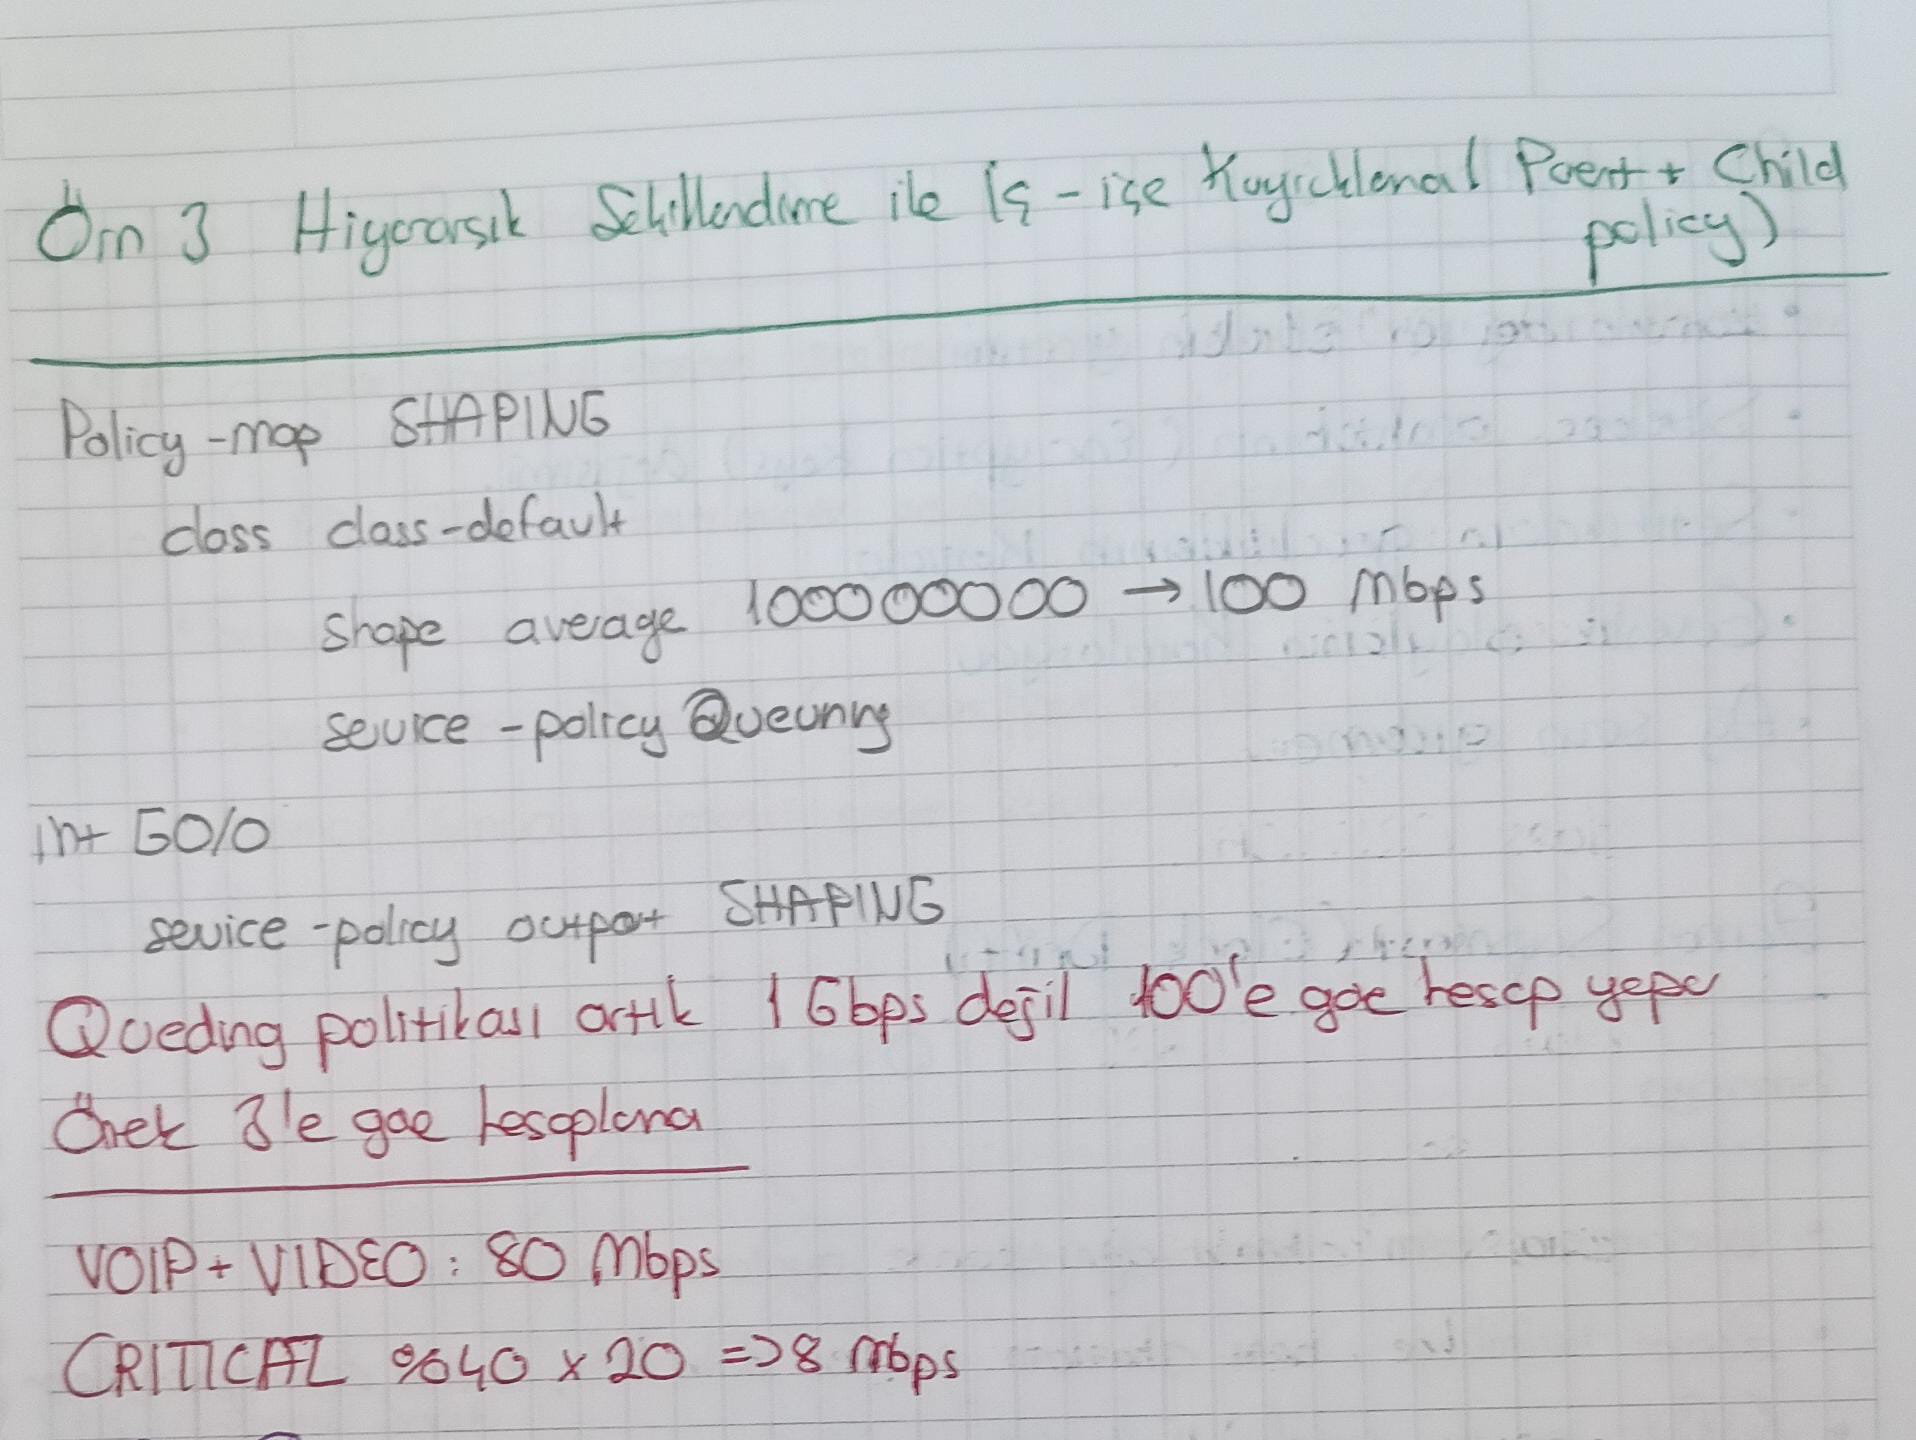 Örn 3 Hiyerarşik Şekillendirme ile İç-içe Kuyruklama( Parent + Child
policy)
Policy-map SHAPING
class class-default
shape average 100000000 → 100 Mbps
service-policy Queuing
int G0/0
service-policy output SHAPING
Queuing politikası artık 1 Gbps değil 100'e göre hesap yapar
Örnek 3'e göre hesaplama
VOIP + VIDEO : 80 Mbps
CRITICAL %40 x 20 => 8 Mbps